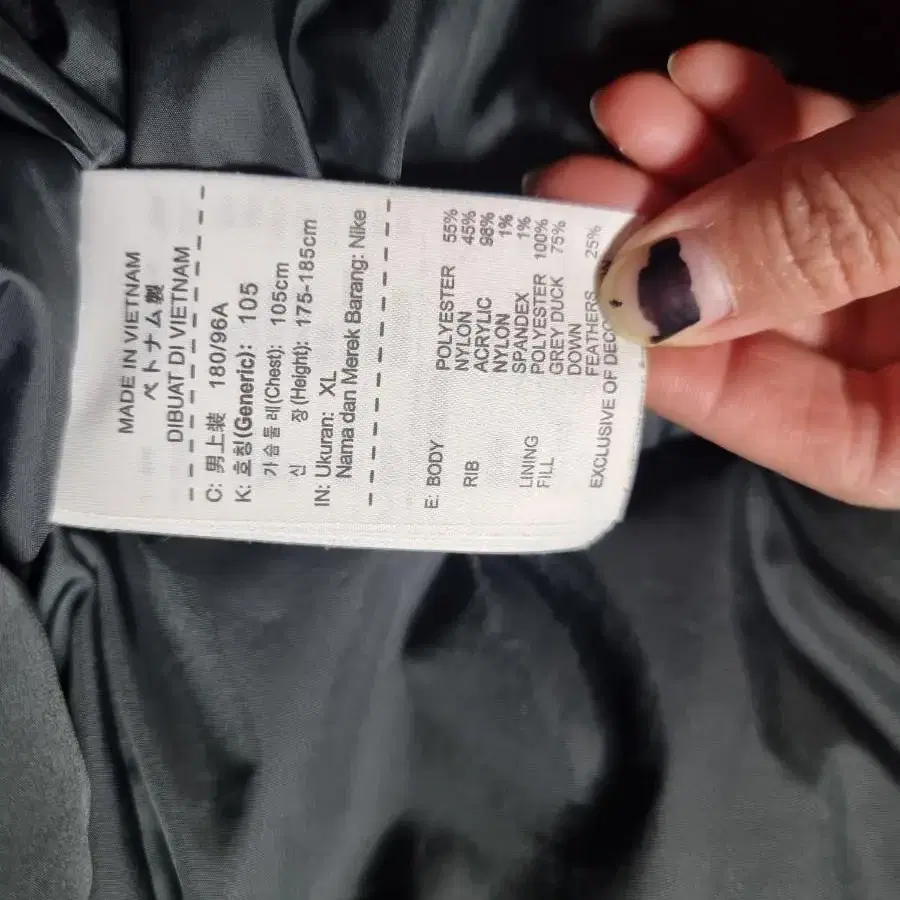 MADE IN VIETNAM
ベトナム製
DIBUAT DI VIETNAM
C: 男上装 180/96A
K: 호칭(Generic): 105
가슴둘레(Chest): 105cm
신 장(Height): 175-185cm
IN: Ukuran: XL
Nama dan Merek Barang: Nike
E: BODY POLYESTER 55%
NYLON 45%
RIB ACRYLIC 98%
NYLON 1%
SPANDEX 1%
LINING POLYESTER 100%
FILL GREY DUCK 75%
DOWN
FEATHERS 25%
EXCLUSIVE OF